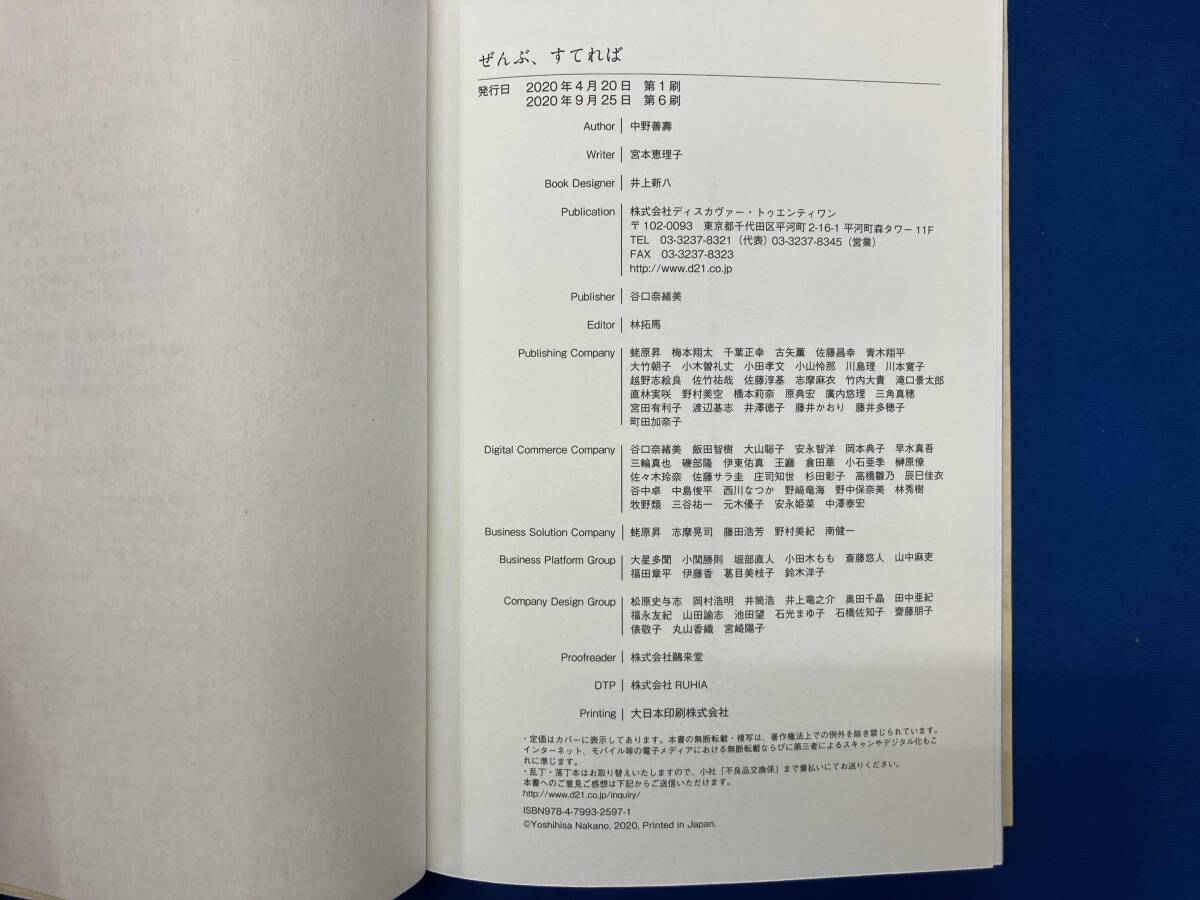 ぜんぶ、すてれば
発行日 2020年4月20日 第1刷
2020年9月25日 第6刷
Author 中野善壽
Writer 宮本恵理子
Book Designer 井上新八
Publication 株式会社ディスカヴァー・トゥエンティワン
〒102-0093 東京都千代田区平河町2-16-1 平河町森タワー11F
TEL 03-3237-8321(代表)03-3237-8345(営業)
FAX 03-3237-8323
http://www.d21.co.jp
Publisher 谷口奈緒美
Editor 林拓馬
Publishing Company 蛯原昇 梅本翔太 千葉正幸 古矢薫 佐藤昌幸 青木翔平
大竹朝子 小木曽礼丈 小田孝文 小山怜那 川島理 川本寛子
越野志絵良 佐竹祐哉 佐藤淳基 志摩麻衣 竹内大貴 滝口景太郎
直林実咲 野村美空 橋本莉奈 原典宏 廣内悠理 三角真穂
宮田有利子 渡辺基志 井澤徳子 藤井かおり 藤井多穂子
町田加奈子
Digital Commerce Company 谷口奈緒美 飯田智樹 大山聡子 安永智洋 岡本典子 早水真吾
三輪真也 磯部隆 伊東佑真 王廳 倉田華 小石亜季 榊原僚
佐々木玲奈 佐藤サラ圭 庄司知世 杉田彰子 高橋雛乃 辰巳佳衣
谷中卓 中島俊平 西川なつか 野﨑竜海 野中保奈美 林秀樹
牧野類 三谷祐一 元木優子 安永姫菜 中澤泰宏
Business Solution Company 蛯原昇 志摩晃司 藤田浩芳 野村美紀 南健一
Business Platform Group 大星多聞 小関勝則 堀部直人 小田木もも 斎藤悠人 山中麻吏
福田章平 伊藤香 葛目美枝子 鈴木洋子
Company Design Group 松原史与志 岡村浩明 井筒浩 井上竜之介 奥田千晶 田中亜紀
福永友紀 山田諭志 池田望 石光まゆ子 石橋佐知子 齋藤朋子
俵敬子 丸山香織 宮崎陽子
Proofreader 株式会社鷗来堂
DTP 株式会社RUHIA
Printing 大日本印刷株式会社
・定価はカバーに表示してあります。本書の無断転載・複写は、著作権法上での例外を除き禁じられています。
インターネット、モバイル等の電子メディアにおける無断転載ならびに第三者によるスキャンやデジタル化もこ
れに準じます。
・乱丁・落丁本はお取り替えいたしますので、小社「不良品交換係」まで着払いにてお送りください。
本書へのご意見ご感想は下記からご送信いただけます。
http://www.d21.co.jp/inquiry/
ISBN978-4-7993-2597-1
©Yoshihisa Nakano, 2020, Printed in Japan.